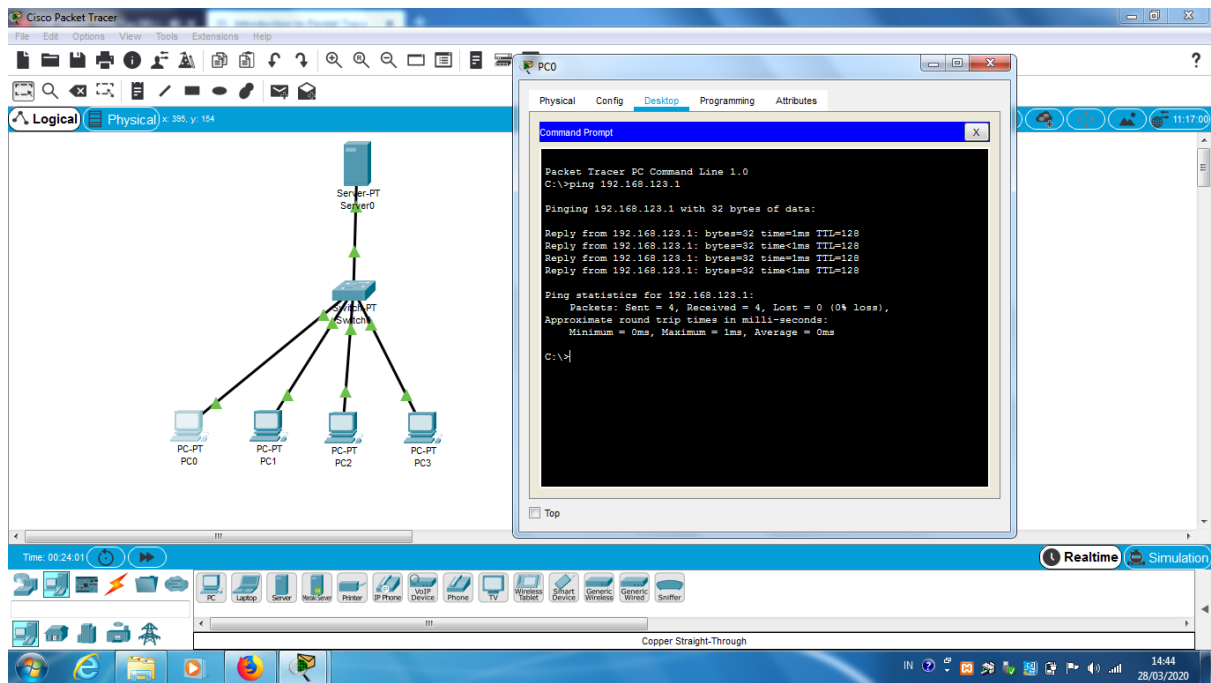 Cisco Packet Tracer
File Edit Options View Tools Extensions Help
?
Logical Physical x: 395, y: 154
11:17:00
Server-PT
Server0
Switch-PT
PC-PT
PC0
PC-PT
PC1
PC-PT
PC2
PC-PT
PC3
PC0
Physical Config Desktop Programming Attributes
Command Prompt
X
Packet Tracer PC Command Line 1.0
C:\>ping 192.168.123.1
Pinging 192.168.123.1 with 32 bytes of data:
Reply from 192.168.123.1: bytes=32 time=1ms TTL=128
Reply from 192.168.123.1: bytes=32 time<1ms TTL=128
Reply from 192.168.123.1: bytes=32 time=1ms TTL=128
Reply from 192.168.123.1: bytes=32 time<1ms TTL=128
Ping statistics for 192.168.123.1:
Packets: Sent = 4, Received = 4, Lost = 0 (0% loss),
Approximate round trip times in milli-seconds:
Minimum = 0ms, Maximum = 1ms, Average = 0ms
C:\>
Top
Time: 00:24:01
Realtime Simulation
PC Laptop Server Printer IP Phone VoIP Device Phone TV Wireless Tablet Smart Device Generic Wireless Generic Wired Sniffer
Copper Straight-Through
IN
14:44
28/03/2020